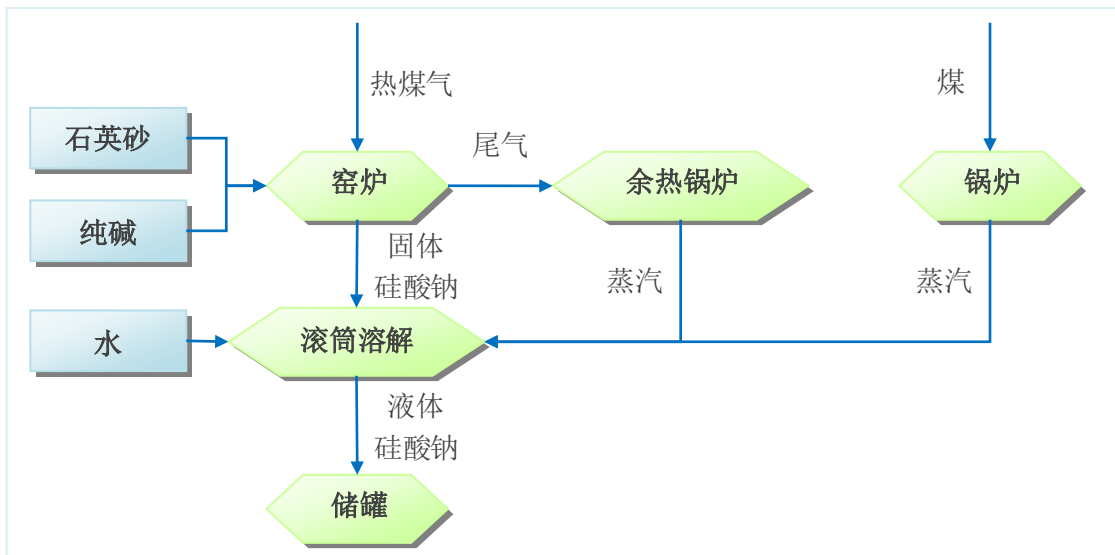 热煤气
煤
石英砂
尾气
窑炉
余热锅炉
锅炉
纯碱
固体
硅酸钠
蒸汽
蒸汽
水
滚筒溶解
液体
硅酸钠
储罐